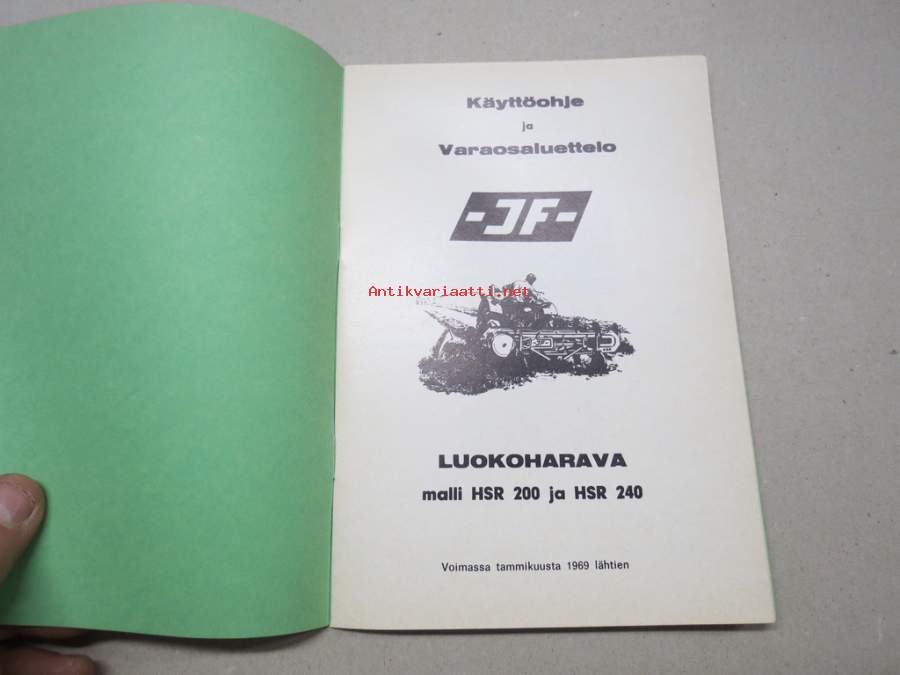 Käyttöohje
ja
Varaosaluettelo
-JF-
Antikvariaatti.net
LUOKOHARAVA
malli HSR 200 ja HSR 240
Voimassa tammikuusta 1969 lähtien